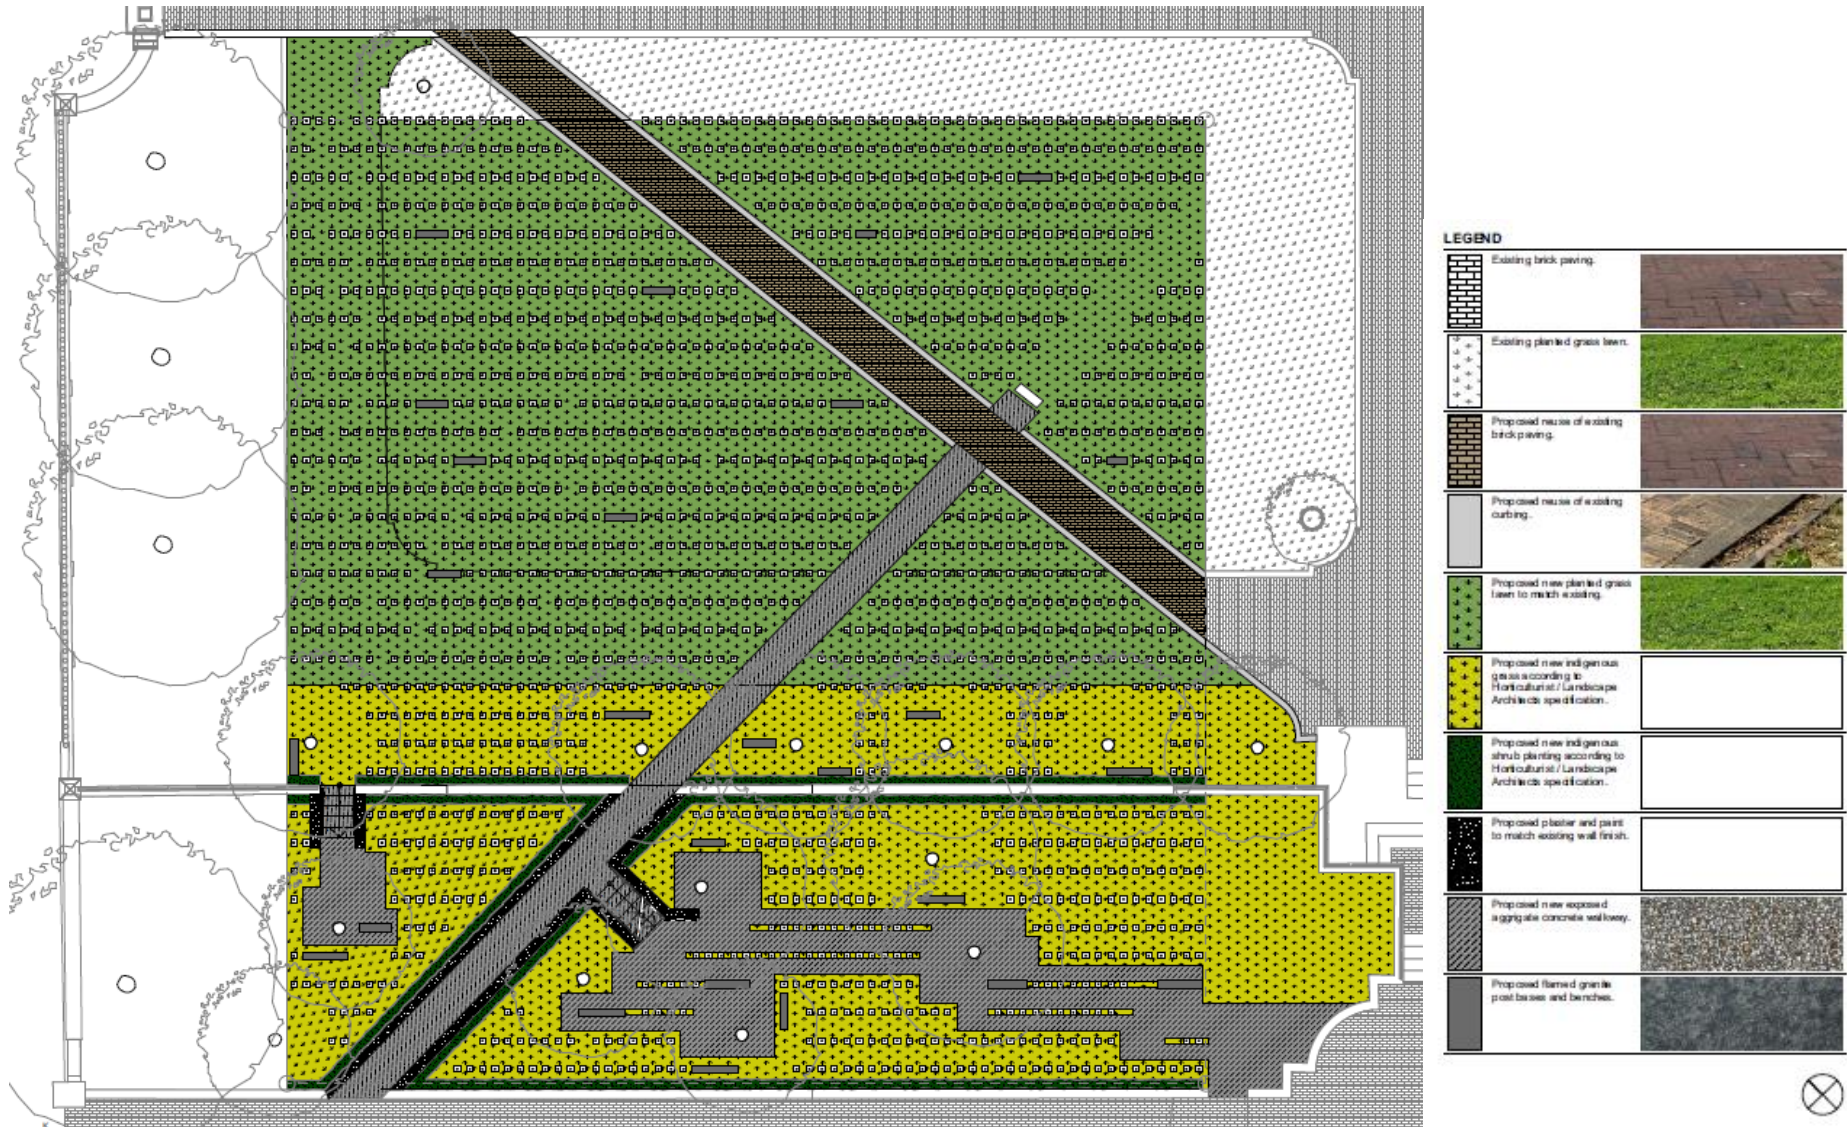 LEGEND
Existing brick paving.
Existing planted grass lawn.
Proposed reuse of existing
brick paving.
Proposed reuse of existing
curbing.
Proposed new planted grass
lawn to match existing.
Proposed new indigenous
grass according to
Horticulturist / Landscape
Architects specification.
Proposed new indigenous
shrub planting according to
Horticulturist / Landscape
Architects specification.
Proposed plaster and paint
to match existing wall finish.
Proposed new exposed
aggrigate concrete walkway.
Proposed flamed granite
post bases and benches.